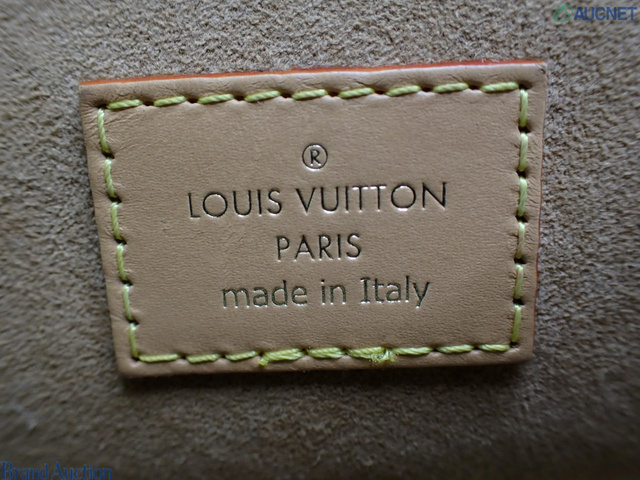 AUCNET
®
LOUIS VUITTON
PARIS
made in Italy
Brand Auction